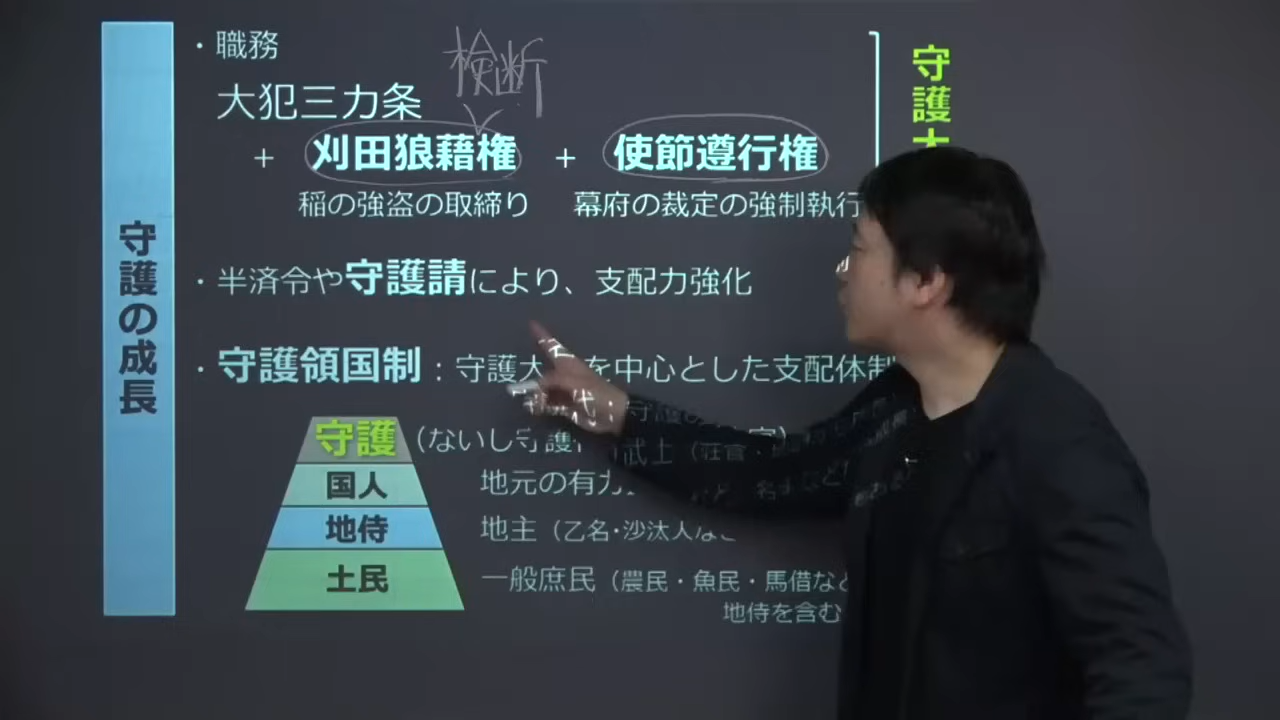 守護の成長
・職務
検断
大犯三カ条
+ 刈田狼藉権 + 使節遵行権
稲の強盗の取締り 幕府の裁定の強制執行
守護大
・半済令や守護請により、支配力強化
・守護領国制：守護大 を中心とした支配体制
守護(ないし守護
国人 地元の有力
地侍 地主(乙名・沙汰人など
土民 一般庶民(農民・魚民・馬借など
地侍を含む